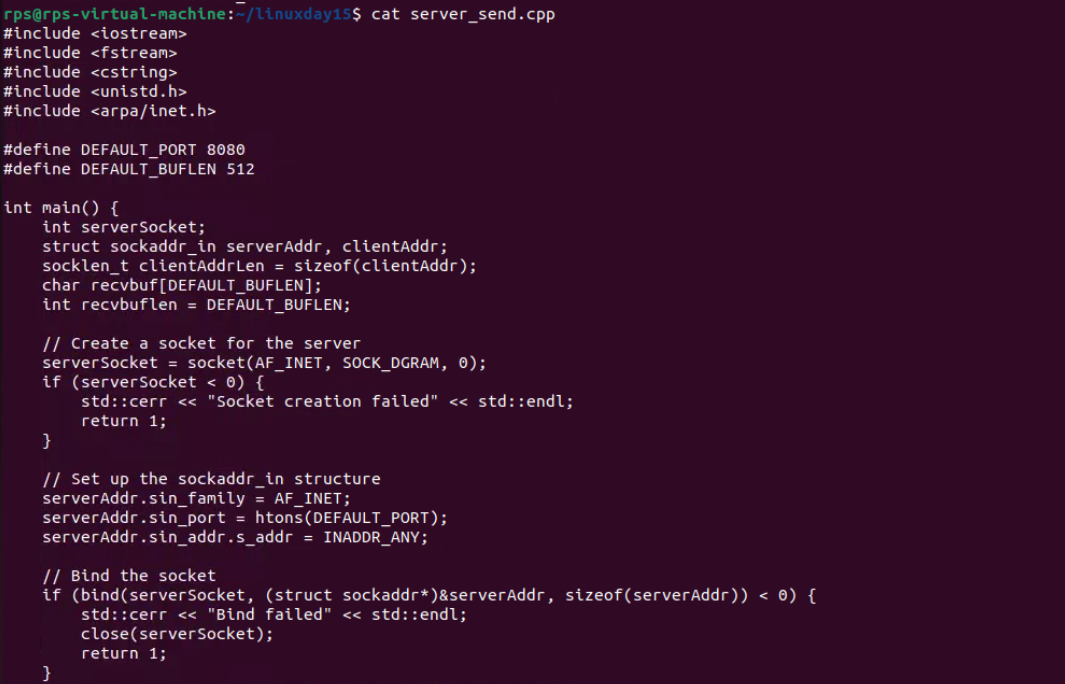 rps@rps-virtual-machine:~/linuxday15$ cat server_send.cpp
#include <iostream>
#include <fstream>
#include <cstring>
#include <unistd.h>
#include <arpa/inet.h>

#define DEFAULT_PORT 8080
#define DEFAULT_BUFLEN 512

int main() {
    int serverSocket;
    struct sockaddr_in serverAddr, clientAddr;
    socklen_t clientAddrLen = sizeof(clientAddr);
    char recvbuf[DEFAULT_BUFLEN];
    int recvbuflen = DEFAULT_BUFLEN;

    // Create a socket for the server
    serverSocket = socket(AF_INET, SOCK_DGRAM, 0);
    if (serverSocket < 0) {
        std::cerr << "Socket creation failed" << std::endl;
        return 1;
    }

    // Set up the sockaddr_in structure
    serverAddr.sin_family = AF_INET;
    serverAddr.sin_port = htons(DEFAULT_PORT);
    serverAddr.sin_addr.s_addr = INADDR_ANY;

    // Bind the socket
    if (bind(serverSocket, (struct sockaddr*)&serverAddr, sizeof(serverAddr)) < 0) {
        std::cerr << "Bind failed" << std::endl;
        close(serverSocket);
        return 1;
    }